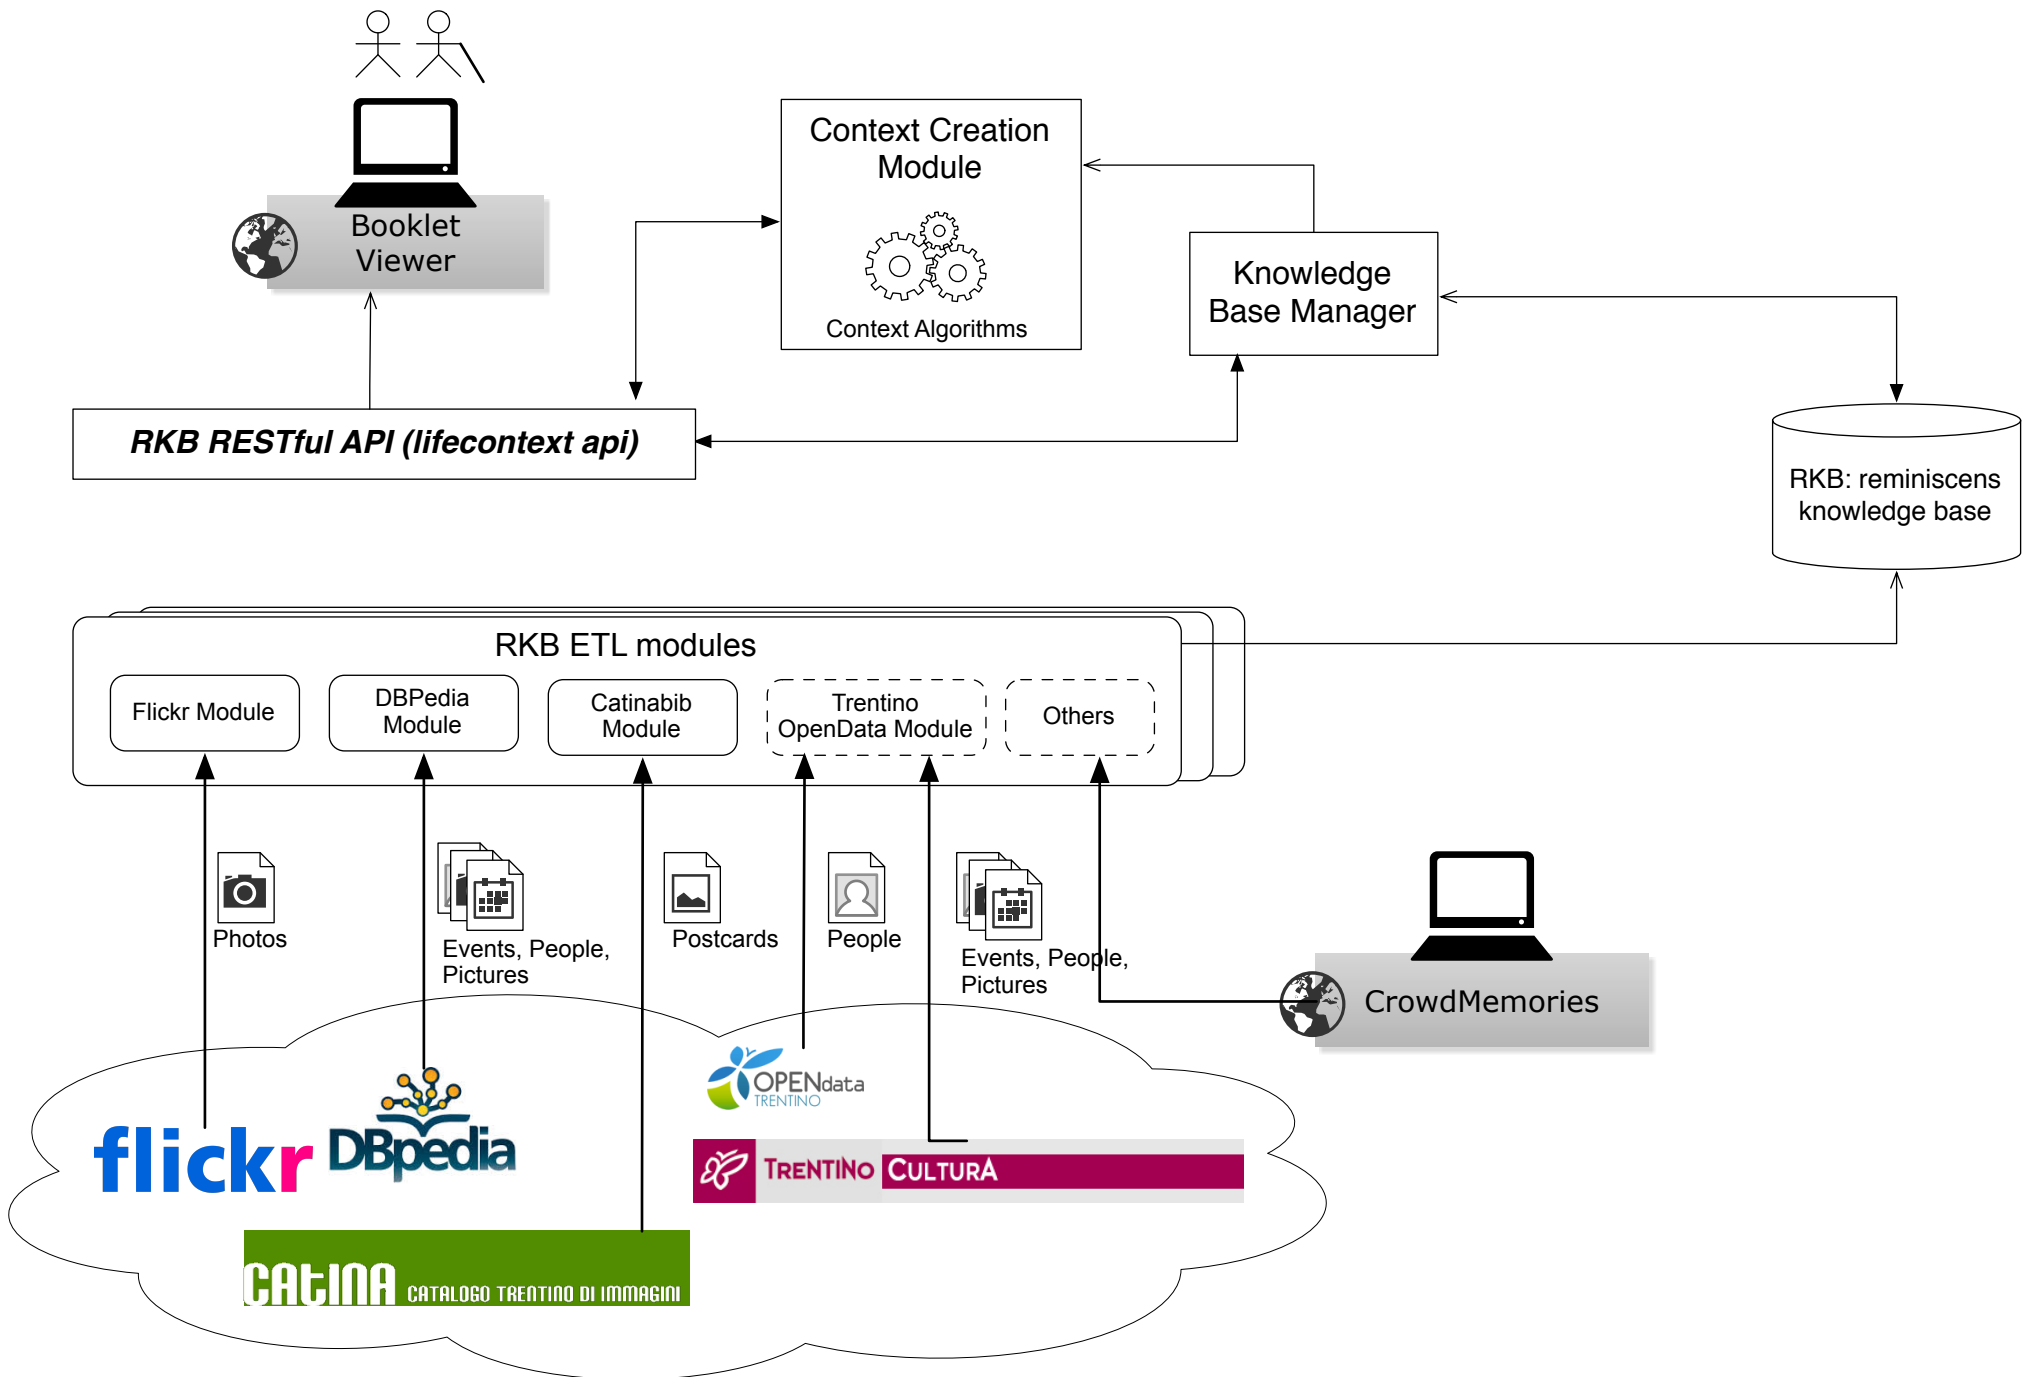 Context Creation
Module
Context Algorithms
Booklet
Viewer
Knowledge
Base Manager
RKB RESTful API (lifecontext api)
RKB: reminiscens
knowledge base
RKB ETL modules
Flickr Module
DBPedia
Module
Catinabib
Module
Trentino
OpenData Module
Others
Photos
Events, People,
Pictures
Postcards
People
Events, People,
Pictures
CrowdMemories
OPENdata
TRENTINO
flickr
DBpedia
TRENTINO CULTURA
CATINA CATALOGO TRENTINO DI IMMAGINI